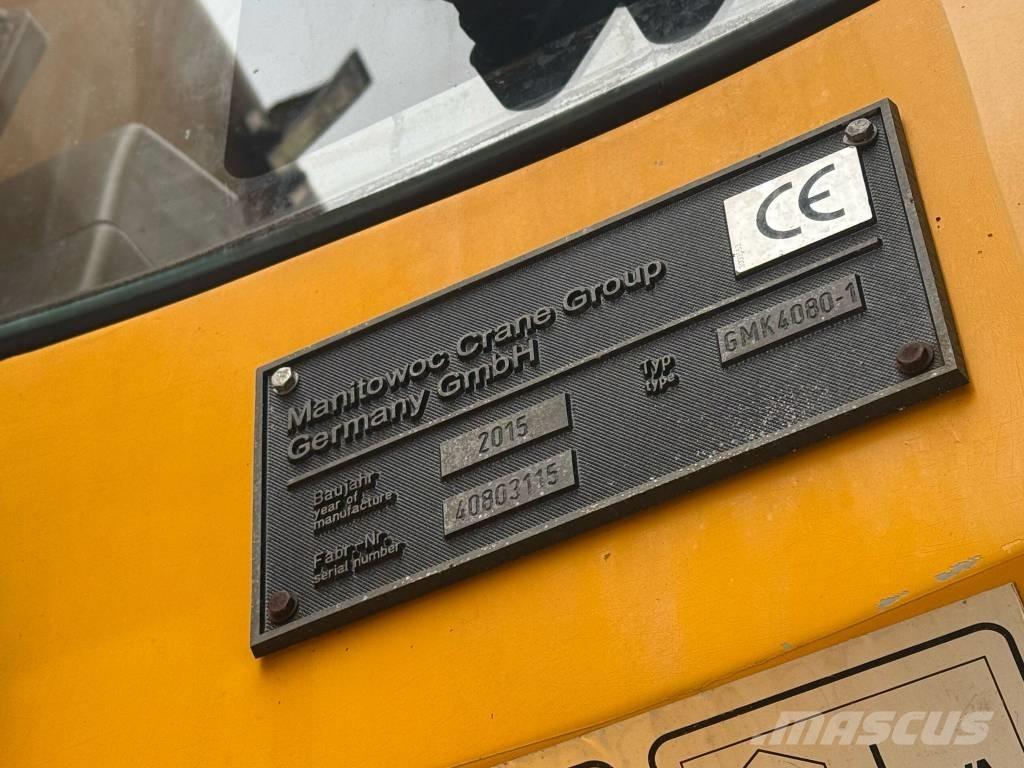 CE
Manitowoc Crane Group
Germany GmbH
Typ
type
GMK4080-1
Baujahr
year of
manufacture
2015
Fabr.-Nr.
serial number
40803115
MASCUS